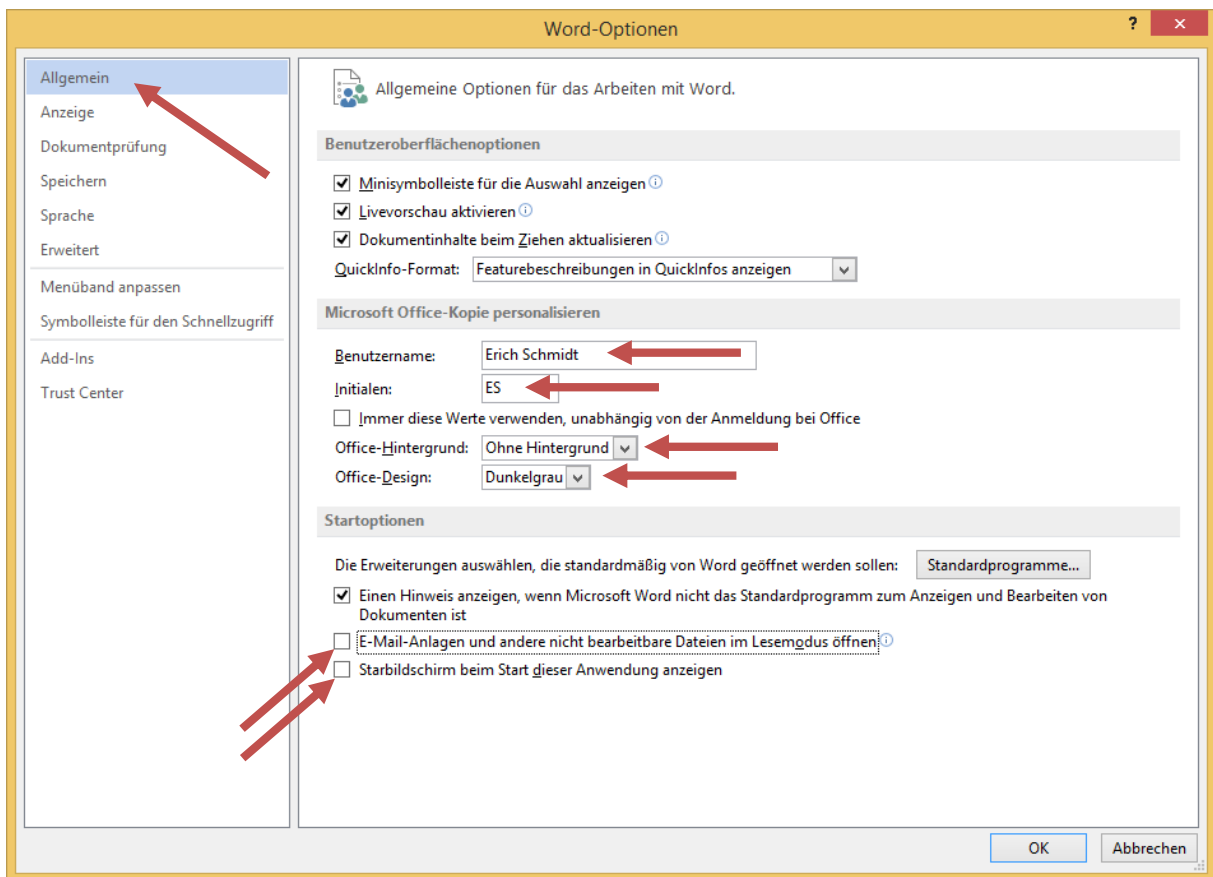 Word-Optionen
?
Allgemein
Anzeige
Dokumentprüfung
Speichern
Sprache
Erweitert
Menüband anpassen
Symbolleiste für den Schnellzugriff
Add-Ins
Trust Center
Allgemeine Optionen für das Arbeiten mit Word.
Benutzeroberflächenoptionen
Minisymbolleiste für die Auswahl anzeigen
Livevorschau aktivieren
Dokumentinhalte beim Ziehen aktualisieren
QuickInfo-Format: Featurebeschreibungen in QuickInfos anzeigen
Microsoft Office-Kopie personalisieren
Benutzername: Erich Schmidt
Initialen: ES
Immer diese Werte verwenden, unabhängig von der Anmeldung bei Office
Office-Hintergrund: Ohne Hintergrund
Office-Design: Dunkelgrau
Startoptionen
Die Erweiterungen auswählen, die standardmäßig von Word geöffnet werden sollen: Standardprogramme...
Einen Hinweis anzeigen, wenn Microsoft Word nicht das Standardprogramm zum Anzeigen und Bearbeiten von
Dokumenten ist
E-Mail-Anlagen und andere nicht bearbeitbare Dateien im Lesemodus öffnen
Starbildschirm beim Start dieser Anwendung anzeigen
OK Abbrechen